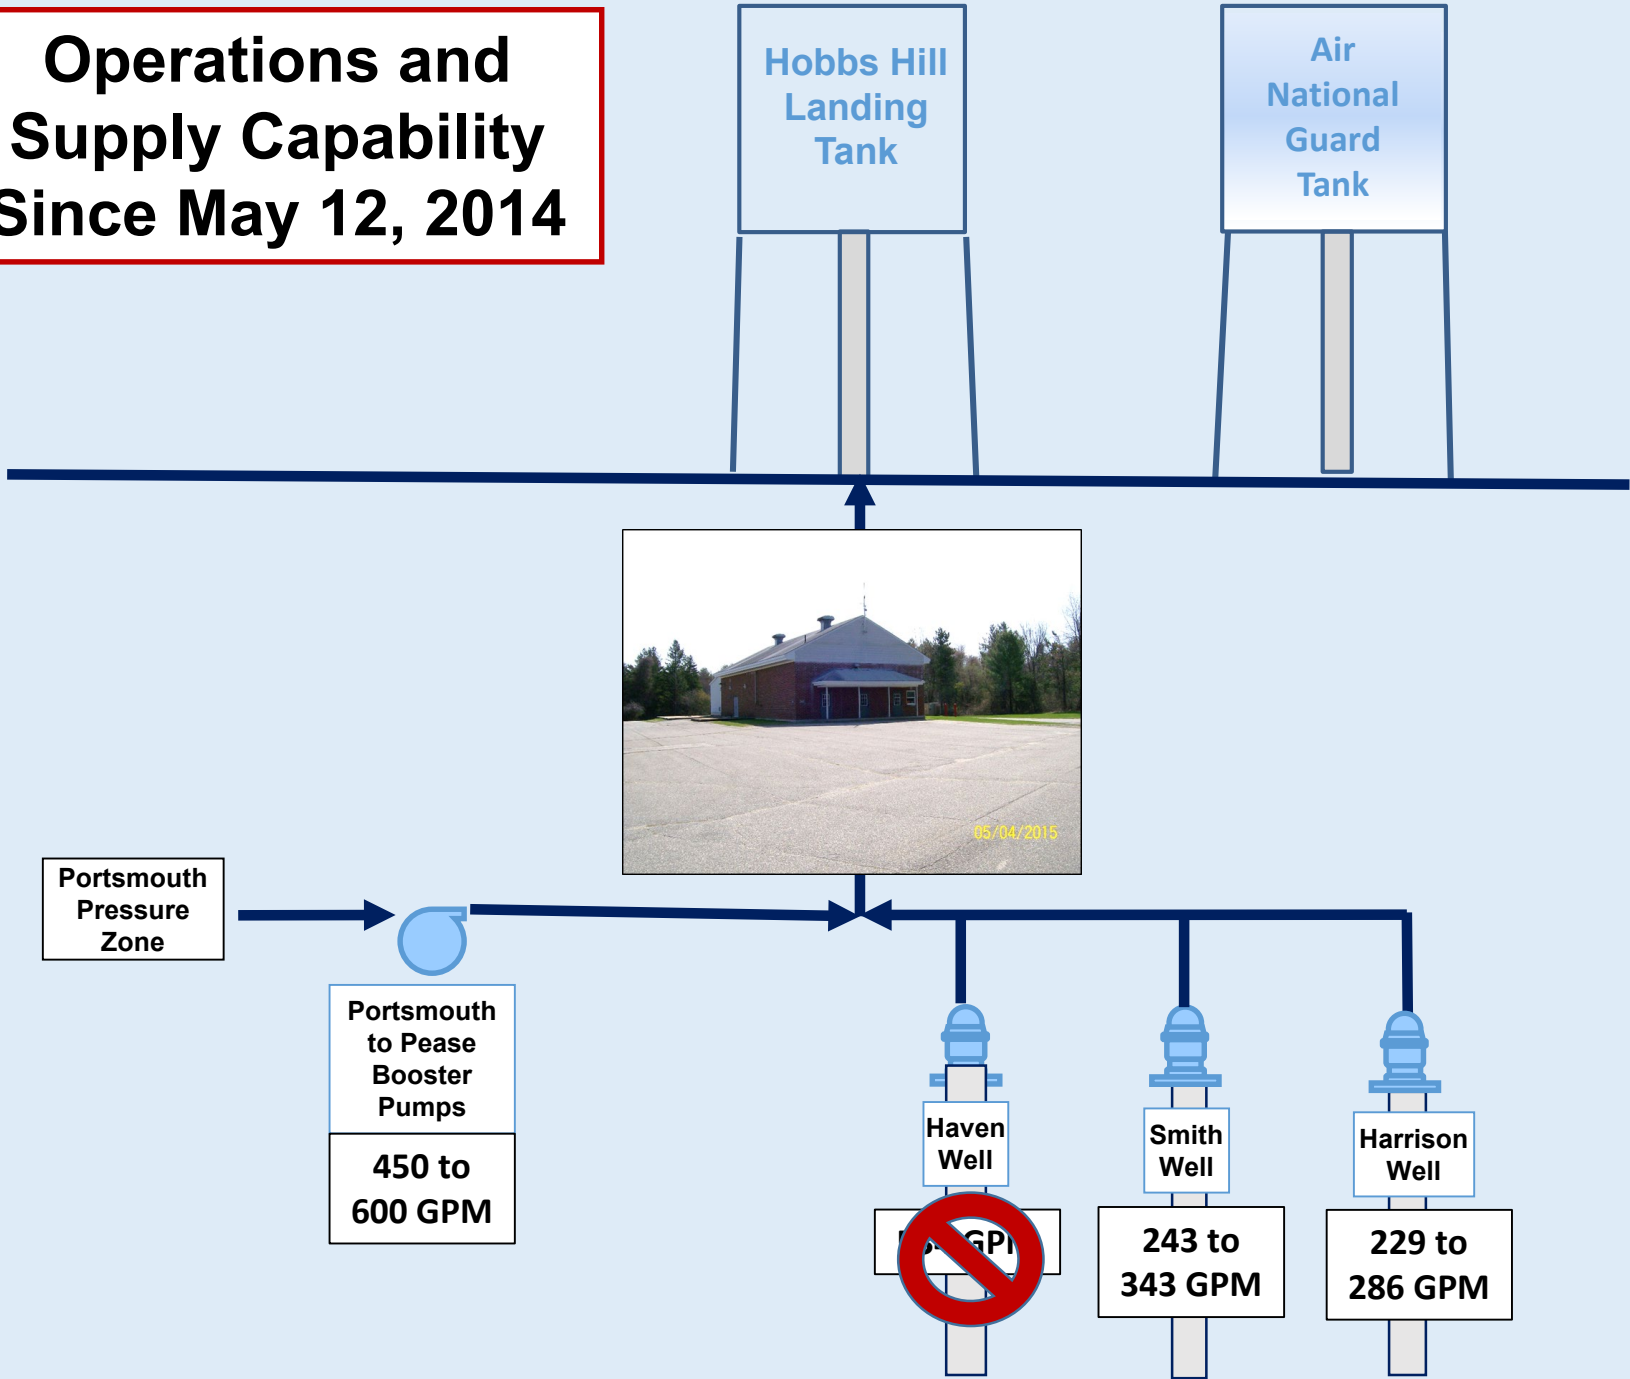 Operations and
Supply Capability
Since May 12, 2014
Hobbs Hill
Landing
Tank
Air
National
Guard
Tank
05/04/2015
Portsmouth
Pressure
Zone
Portsmouth
to Pease
Booster
Pumps
450 to
600 GPM
Haven
Well
Smith
Well
243 to
343 GPM
Harrison
Well
229 to
286 GPM